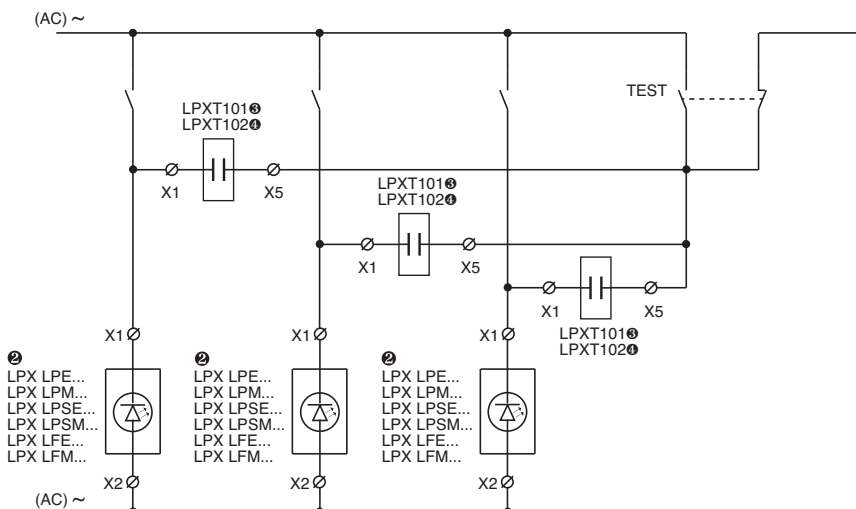 (AC) ~
TEST
LPXT101❸
LPXT102❹
X1
X5
LPXT101❸
LPXT102❹
X1
X5
X1
X5
LPXT101❸
LPXT102❹
X1
X1
X1
❷
LPX LPE...
LPX LPM...
LPX LPSE...
LPX LPSM...
LPX LFE...
LPX LFM...
❷
LPX LPE...
LPX LPM...
LPX LPSE...
LPX LPSM...
LPX LFE...
LPX LFM...
❷
LPX LPE...
LPX LPM...
LPX LPSE...
LPX LPSM...
LPX LFE...
LPX LFM...
X2
X2
X2
(AC) ~